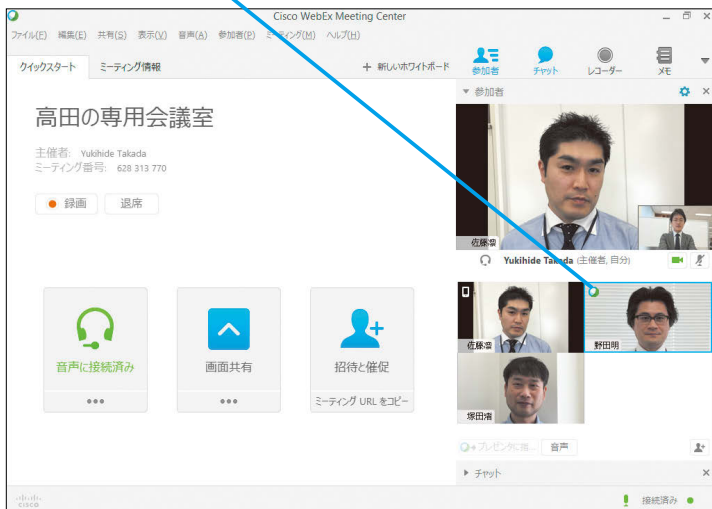 Cisco WebEx Meeting Center
ファイル(F) 編集(E) 共有(S) 表示(V) 音声(A) 参加者(P) ミーティング(M) ヘルプ(H)
クイックスタート ミーティング情報 + 新しいホワイトボード 参加者 チャット レコーダー メモ
参加者
高田の専用会議室
主催者: Yukihide Takada
ミーティング番号: 628 313 770
録画 退席
佐藤
Yukihide Takada (主催者, 自分)
佐藤 野田明
塚田
音声に接続済み 画面共有 招待と催促
ミーティング URL をコピー
音声
チャット
cisco
接続済み